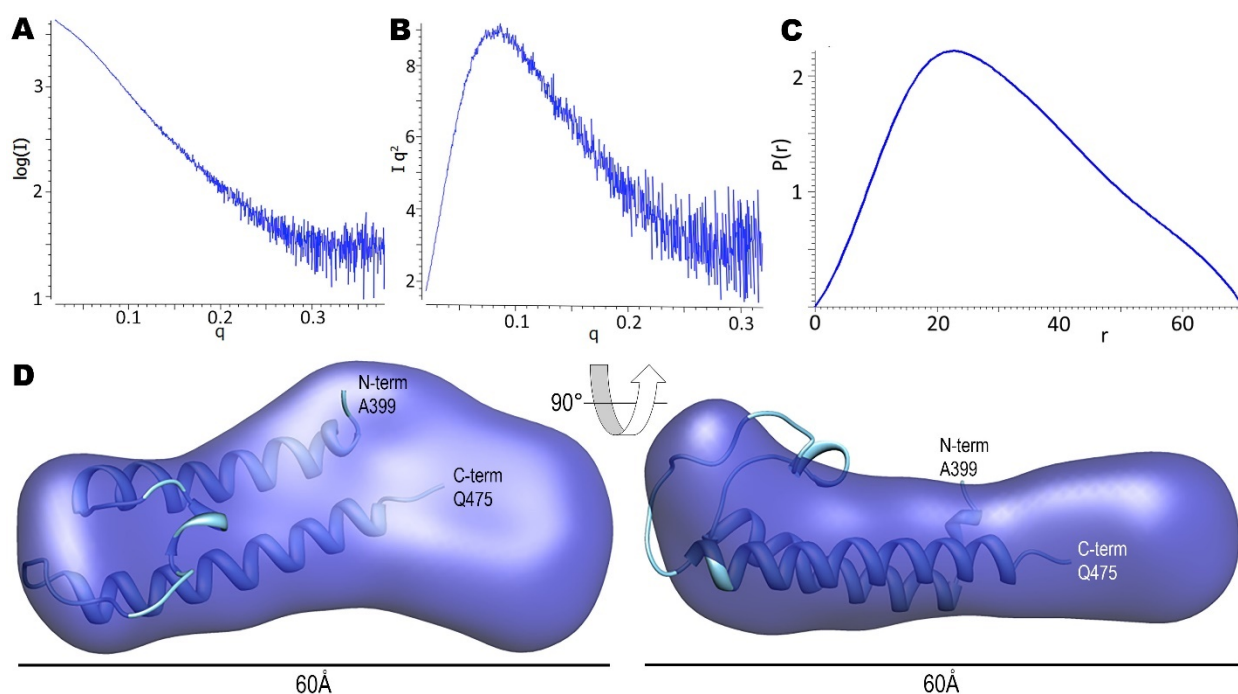 A
log(I)
3
2
1
0.1
0.2
0.3
q
B
I q²
8
6
4
2
0.1
0.2
0.3
q
C
P(r)
2
1
0
20
40
60
r
D
N-term
A399
C-term
Q475
60Å
90°
N-term
A399
C-term
Q475
60Å